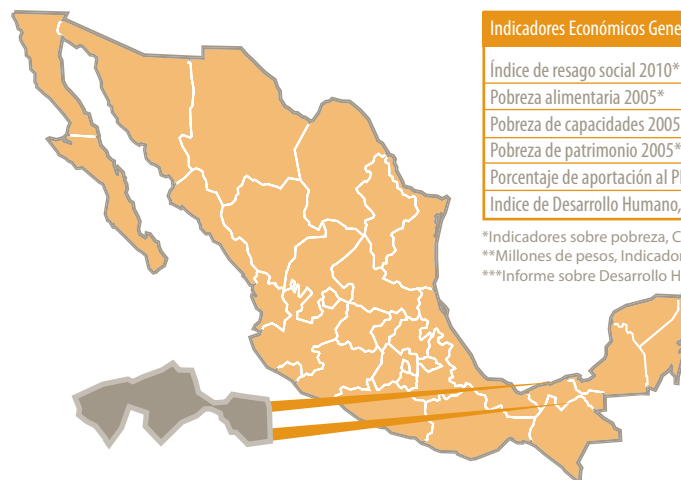 Indicadores Económicos Gene
Índice de resago social 2010*
Pobreza alimentaria 2005*
Pobreza de capacidades 2005
Pobreza de patrimonio 2005*
Porcentaje de aportación al P
Indice de Desarrollo Humano,
*Indicadores sobre pobreza, C
**Millones de pesos, Indicador
***Informe sobre Desarrollo H